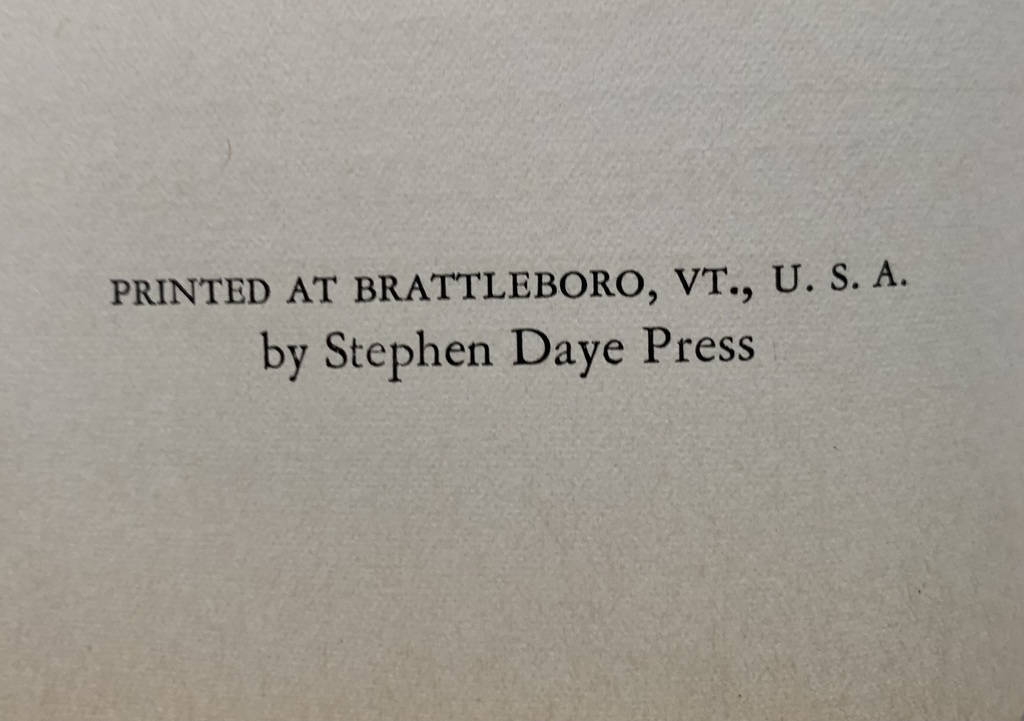 PRINTED AT BRATTLEBORO, VT., U. S. A.
by Stephen Daye Press